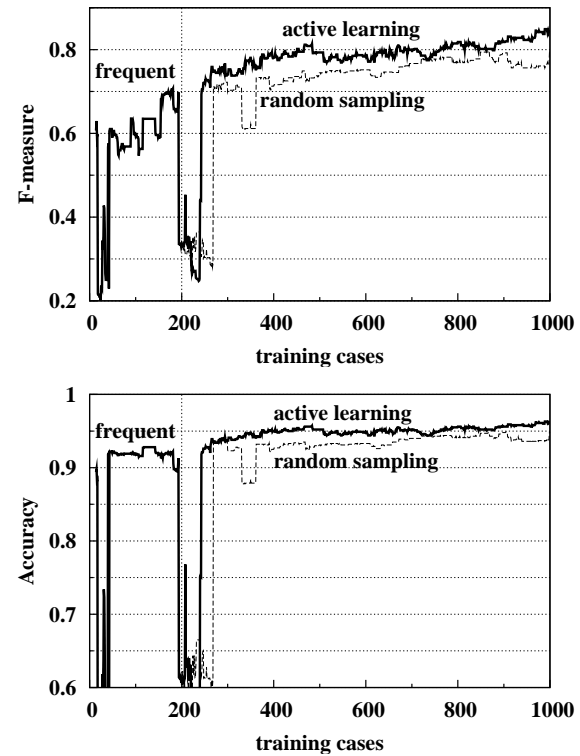 active learning
0.8
frequent
random sampling
0.6
F-measure
0.4
0.2
0 200 400 600 800 1000
training cases
1
frequent active learning
random sampling
0.9
0.8
Accuracy
0.7
0.6
0 200 400 600 800 1000
training cases